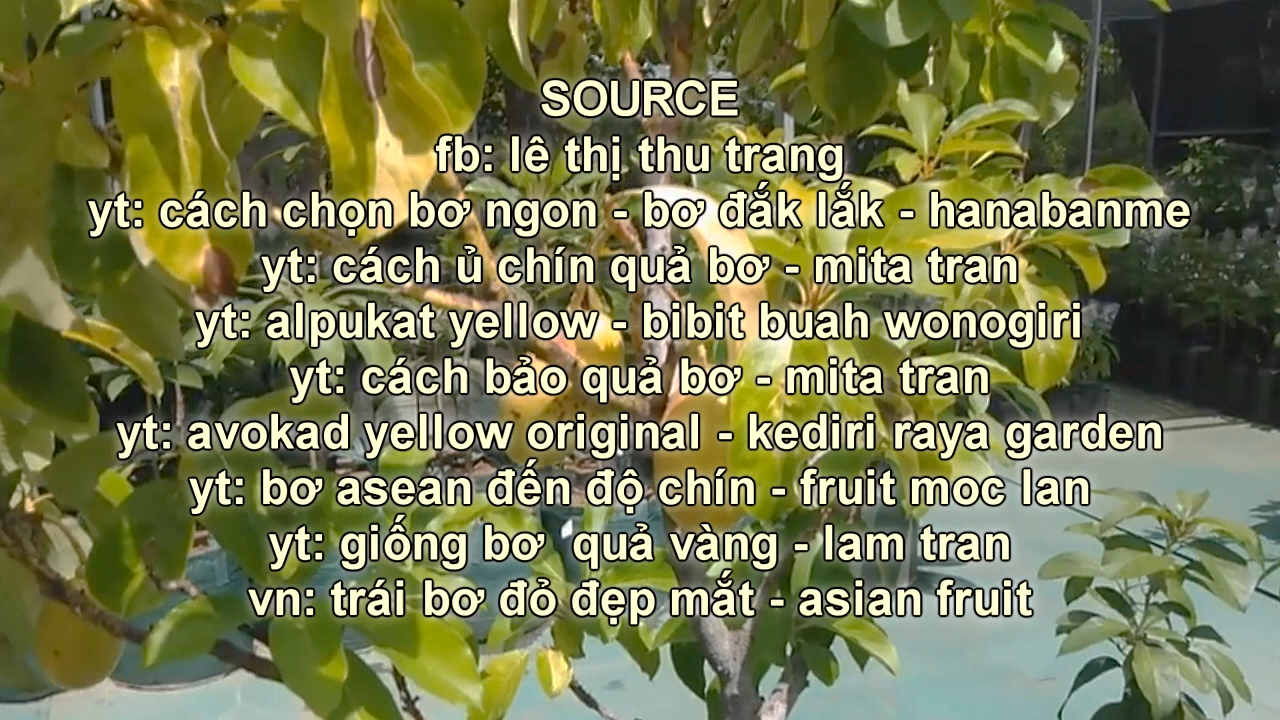 SOURCE
fb: lê thị thu trang
yt: cách chọn bơ ngon - bơ đắk lắk - hanabanme
yt: cách ủ chín quả bơ - mita tran
yt: alpukat yellow - bibit buah wonogiri
yt: cách bảo quả bơ - mita tran
yt: avokad yellow original - kediri raya garden
yt: bơ asean đến độ chín - fruit moc lan
yt: giống bơ  quả vàng - lam tran
vn: trái bơ đỏ đẹp mắt - asian fruit